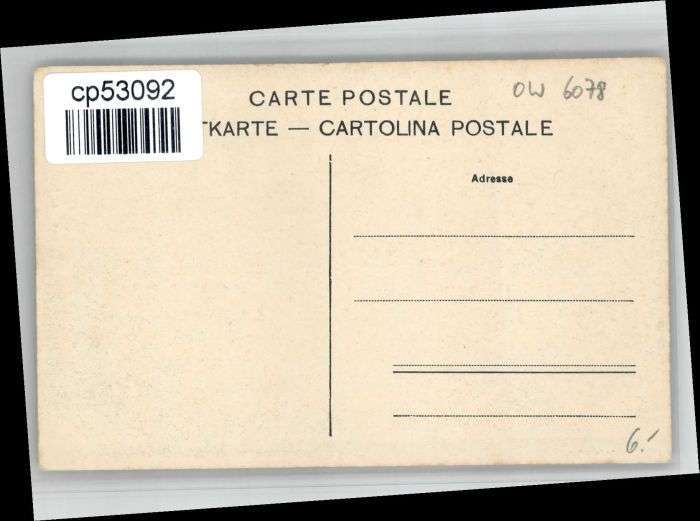 cp53092
OW 6078
CARTE POSTALE
TKARTE — CARTOLINA POSTALE
Adresse
6.-